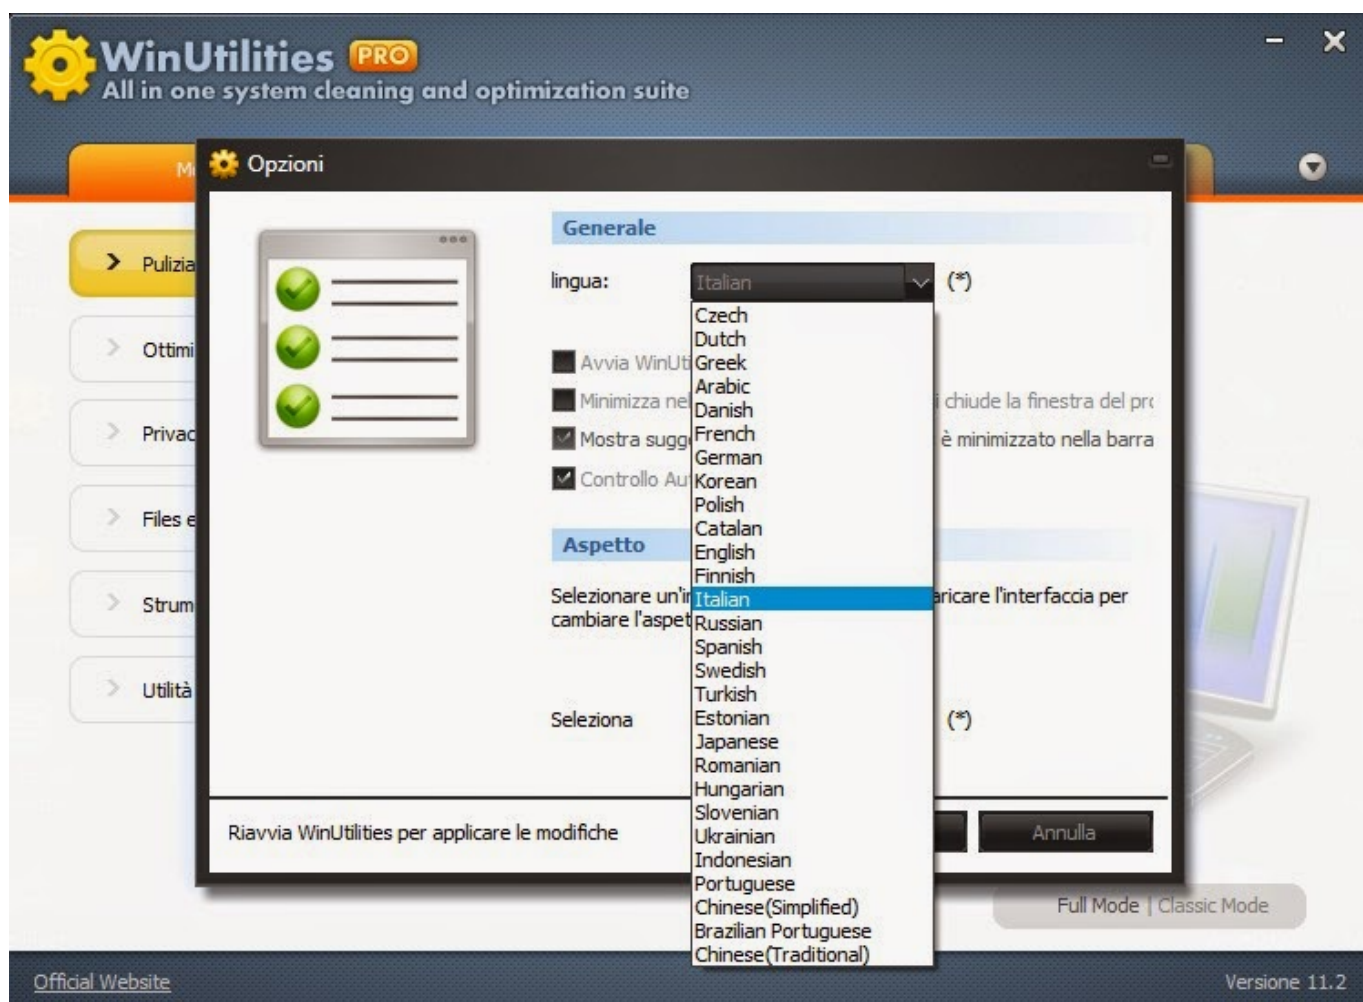 WinUtilities PRO
All in one system cleaning and optimization suite
Opzioni
Generale
lingua:
Italian
(*)
Czech
Dutch
Greek
Arabic
Danish
French
German
Korean
Polish
Catalan
English
Finnish
Italian
Russian
Spanish
Swedish
Turkish
Estonian
Japanese
Romanian
Hungarian
Slovenian
Ukrainian
Indonesian
Portuguese
Chinese(Simplified)
Brazilian Portuguese
Chinese(Traditional)
Avvia WinUti
Minimizza nel
i chiude la finestra del pro
Mostra sugge
è minimizzato nella barra
Controllo Au
Aspetto
Selezionare un'in
aricare l'interfaccia per
cambiare l'aspet
Seleziona
(*)
Riavvia WinUtilities per applicare le modifiche
Annulla
Pulizia
Ottimi
Privac
Files e
Strum
Utilità
Full Mode | Classic Mode
Official Website
Versione 11.2